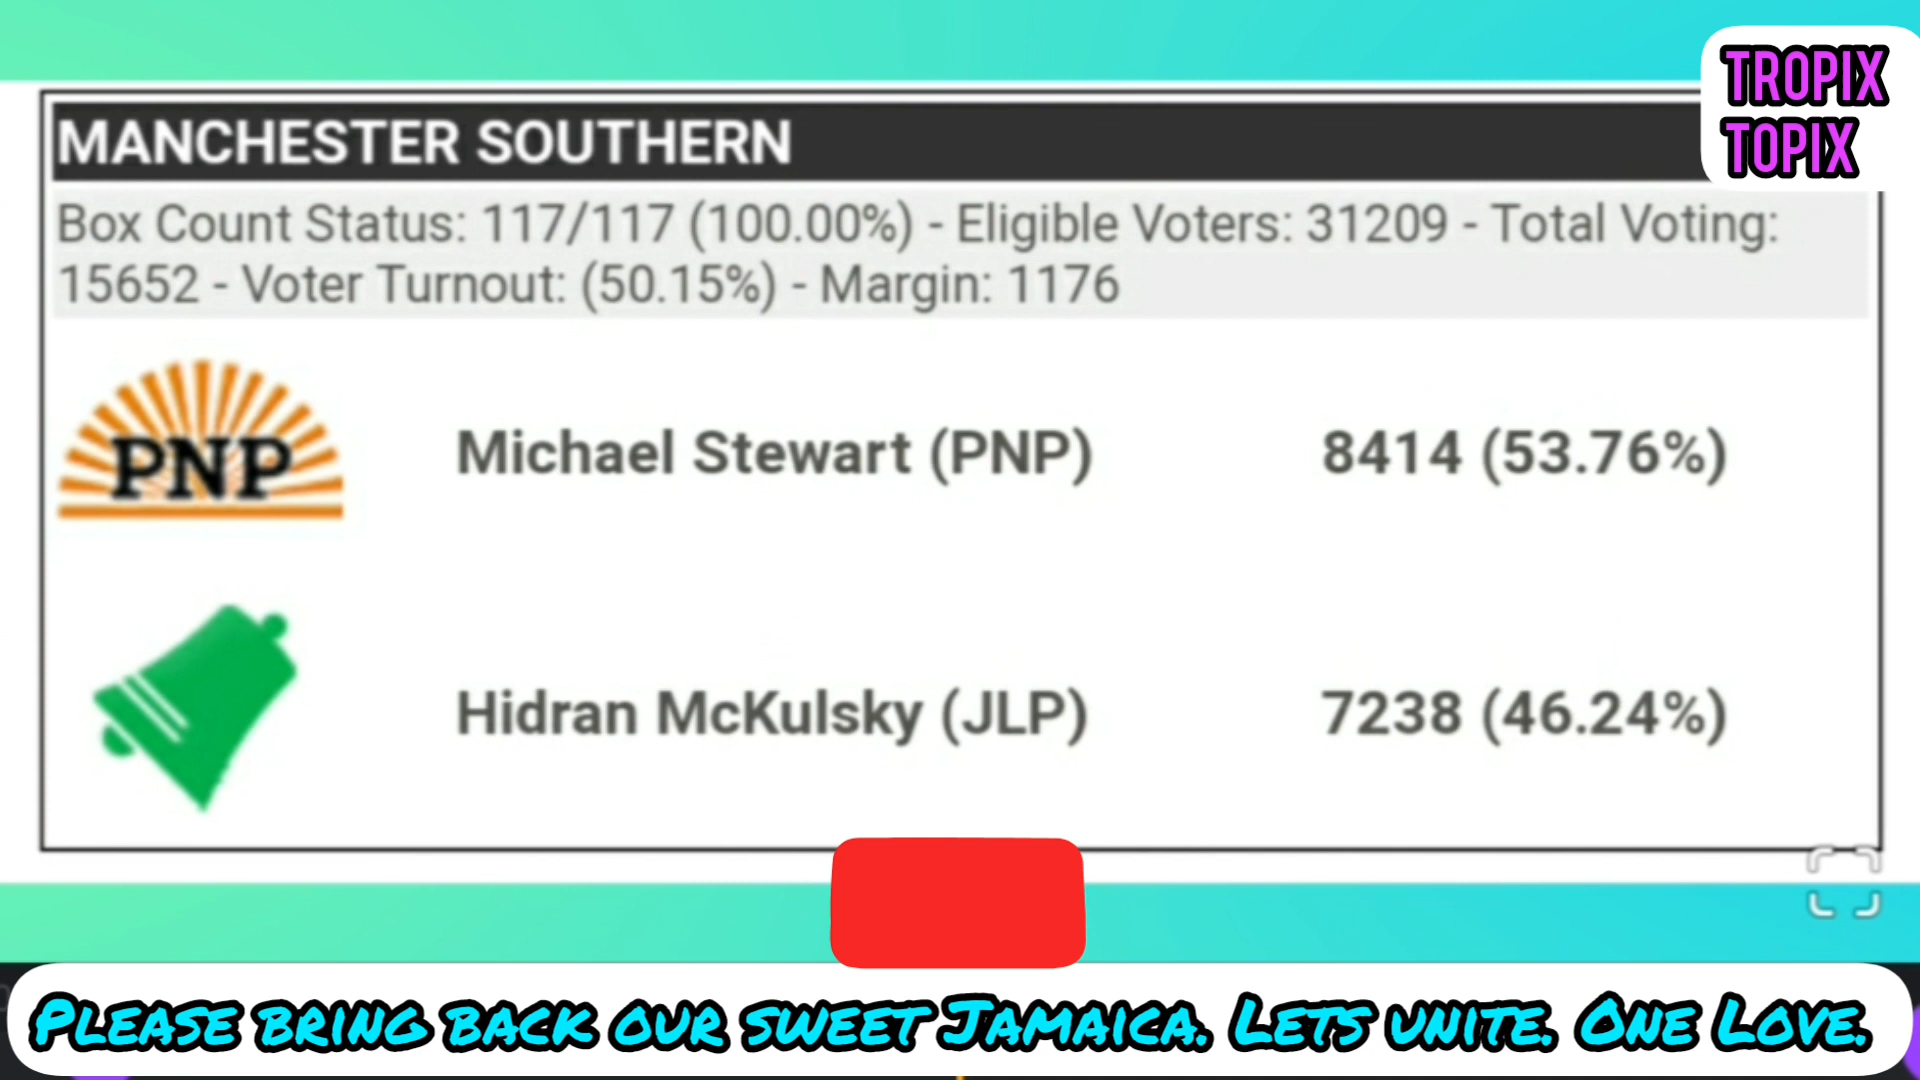 TROPIX
TOPIX
MANCHESTER SOUTHERN
Box Count Status: 117/117 (100.00%) - Eligible Voters: 31209 - Total Voting:
15652 - Voter Turnout: (50.15%) - Margin: 1176
PNP
Michael Stewart (PNP) 8414 (53.76%)
Hidran McKulsky (JLP) 7238 (46.24%)
Please bring back our sweet Jamaica. Lets unite. One Love.